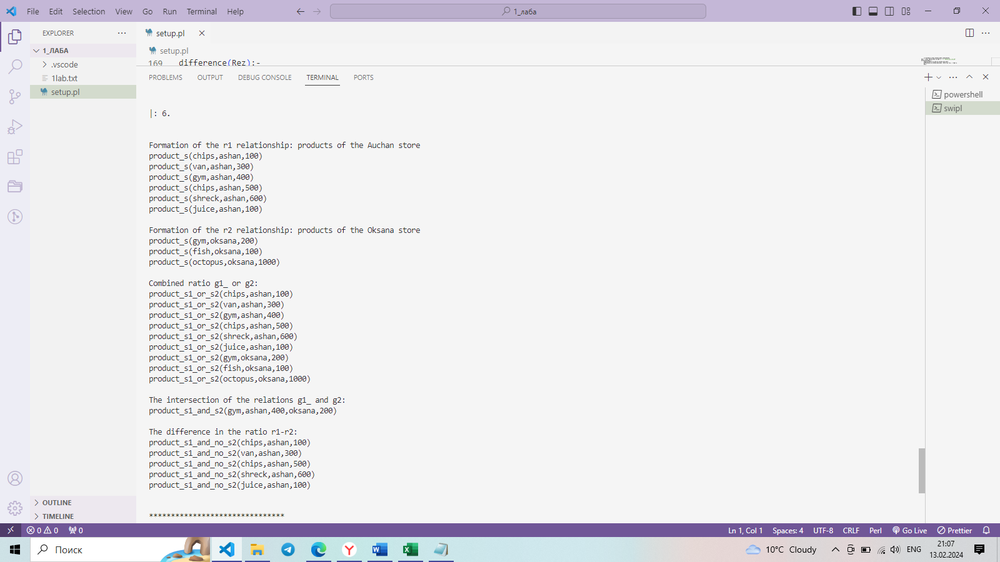 File Edit Selection View Go Run Terminal Help
1_лаба
EXPLORER
1_ЛАБА
.vscode
1lab.txt
setup.pl
setup.pl
setup.pl
169 difference(Rez):-
PROBLEMS OUTPUT DEBUG CONSOLE TERMINAL PORTS
powershell
swipl
|: 6.
Formation of the r1 relationship: products of the Auchan store
product_s(chips,ashan,100)
product_s(van,ashan,300)
product_s(gym,ashan,400)
product_s(chips,ashan,500)
product_s(shreck,ashan,600)
product_s(juice,ashan,100)
Formation of the r2 relationship: products of the Oksana store
product_s(gym,oksana,200)
product_s(fish,oksana,100)
product_s(octopus,oksana,1000)
Combined ratio g1_ or g2:
product_s1_or_s2(chips,ashan,100)
product_s1_or_s2(van,ashan,300)
product_s1_or_s2(gym,ashan,400)
product_s1_or_s2(chips,ashan,500)
product_s1_or_s2(shreck,ashan,600)
product_s1_or_s2(juice,ashan,100)
product_s1_or_s2(gym,oksana,200)
product_s1_or_s2(fish,oksana,100)
product_s1_or_s2(octopus,oksana,1000)
The intersection of the relations g1_ and g2:
product_s1_and_s2(gym,ashan,400,oksana,200)
The difference in the ratio r1-r2:
product_s1_and_no_s2(chips,ashan,100)
product_s1_and_no_s2(van,ashan,300)
product_s1_and_no_s2(chips,ashan,500)
product_s1_and_no_s2(shreck,ashan,600)
product_s1_and_no_s2(juice,ashan,100)
*******************************
OUTLINE
TIMELINE
0 0 0 Ln 1, Col 1 Spaces: 4 UTF-8 CRLF Perl Go Live Prettier
Поиск
10°C Cloudy
ENG
21:07
13.02.2024